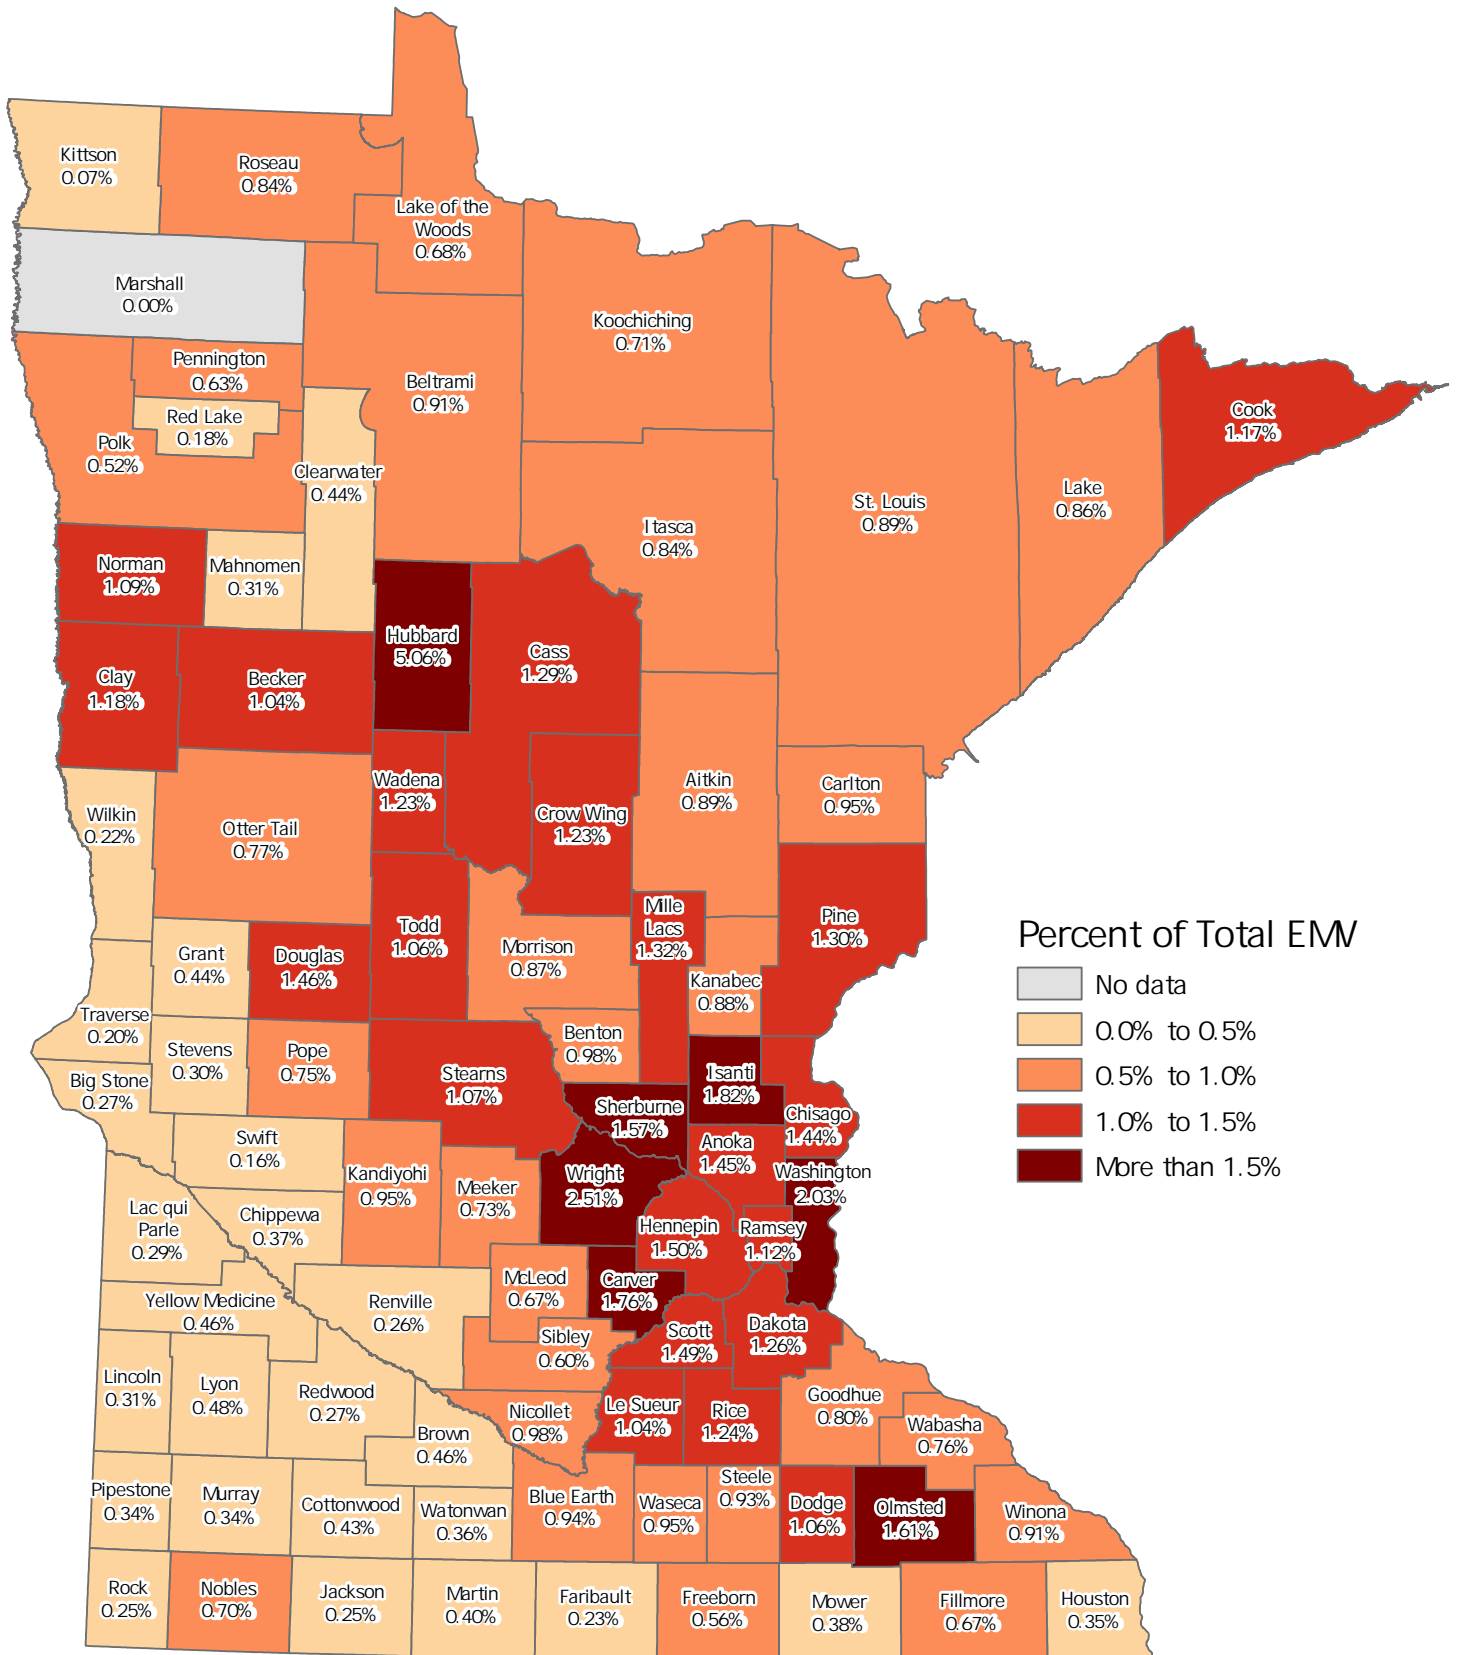 Kittson
0.07%
Roseau
0.84%
Lake of the
Woods
0.68%
Marshall
0.00%
Koochiching
0.71%
Pennington
0.63%
Beltrami
0.91%
Red Lake
0.18%
Polk
0.52%
Clearwater
0.44%
Cook
1.17%
St. Louis
0.89%
Lake
0.86%
Itasca
0.84%
Norman
1.09%
Mahnomen
0.31%
Hubbard
5.06%
Cass
1.29%
Clay
1.18%
Becker
1.04%
Wadena
1.23%
Aitkin
0.89%
Carlton
0.95%
Wilkin
0.22%
Otter Tail
0.77%
Crow Wing
1.23%
Mille
Lacs
1.32%
Pine
1.30%
Todd
1.06%
Morrison
0.87%
Grant
0.44%
Douglas
1.46%
Kanabec
0.88%
Percent of Total EMV
No data
0.0% to 0.5%
0.5% to 1.0%
1.0% to 1.5%
More than 1.5%
Traverse
0.20%
Stevens
0.30%
Pope
0.75%
Benton
0.98%
Big Stone
0.27%
Stearns
1.07%
Isanti
1.82%
Sherburne
1.57%
Chisago
1.44%
Swift
0.16%
Anoka
1.45%
Kandiyohi
0.95%
Meeker
0.73%
Wright
2.51%
Washington
2.03%
Lac qui
Parle
0.29%
Chippewa
0.37%
Hennepin
1.50%
Ramsey
1.12%
Yellow Medicine
0.46%
Renville
0.26%
McLeod
0.67%
Carver
1.76%
Sibley
0.60%
Scott
1.49%
Dakota
1.26%
Lincoln
0.31%
Lyon
0.48%
Redwood
0.27%
Nicollet
0.98%
Le Sueur
1.04%
Rice
1.24%
Goodhue
0.80%
Wabasha
0.76%
Brown
0.46%
Pipestone
0.34%
Murray
0.34%
Cottonwood
0.43%
Watonwan
0.36%
Blue Earth
0.94%
Waseca
0.95%
Steele
0.93%
Dodge
1.06%
Olmsted
1.61%
Winona
0.91%
Rock
0.25%
Nobles
0.70%
Jackson
0.25%
Martin
0.40%
Faribault
0.23%
Freeborn
0.56%
Mower
0.38%
Fillmore
0.67%
Houston
0.35%